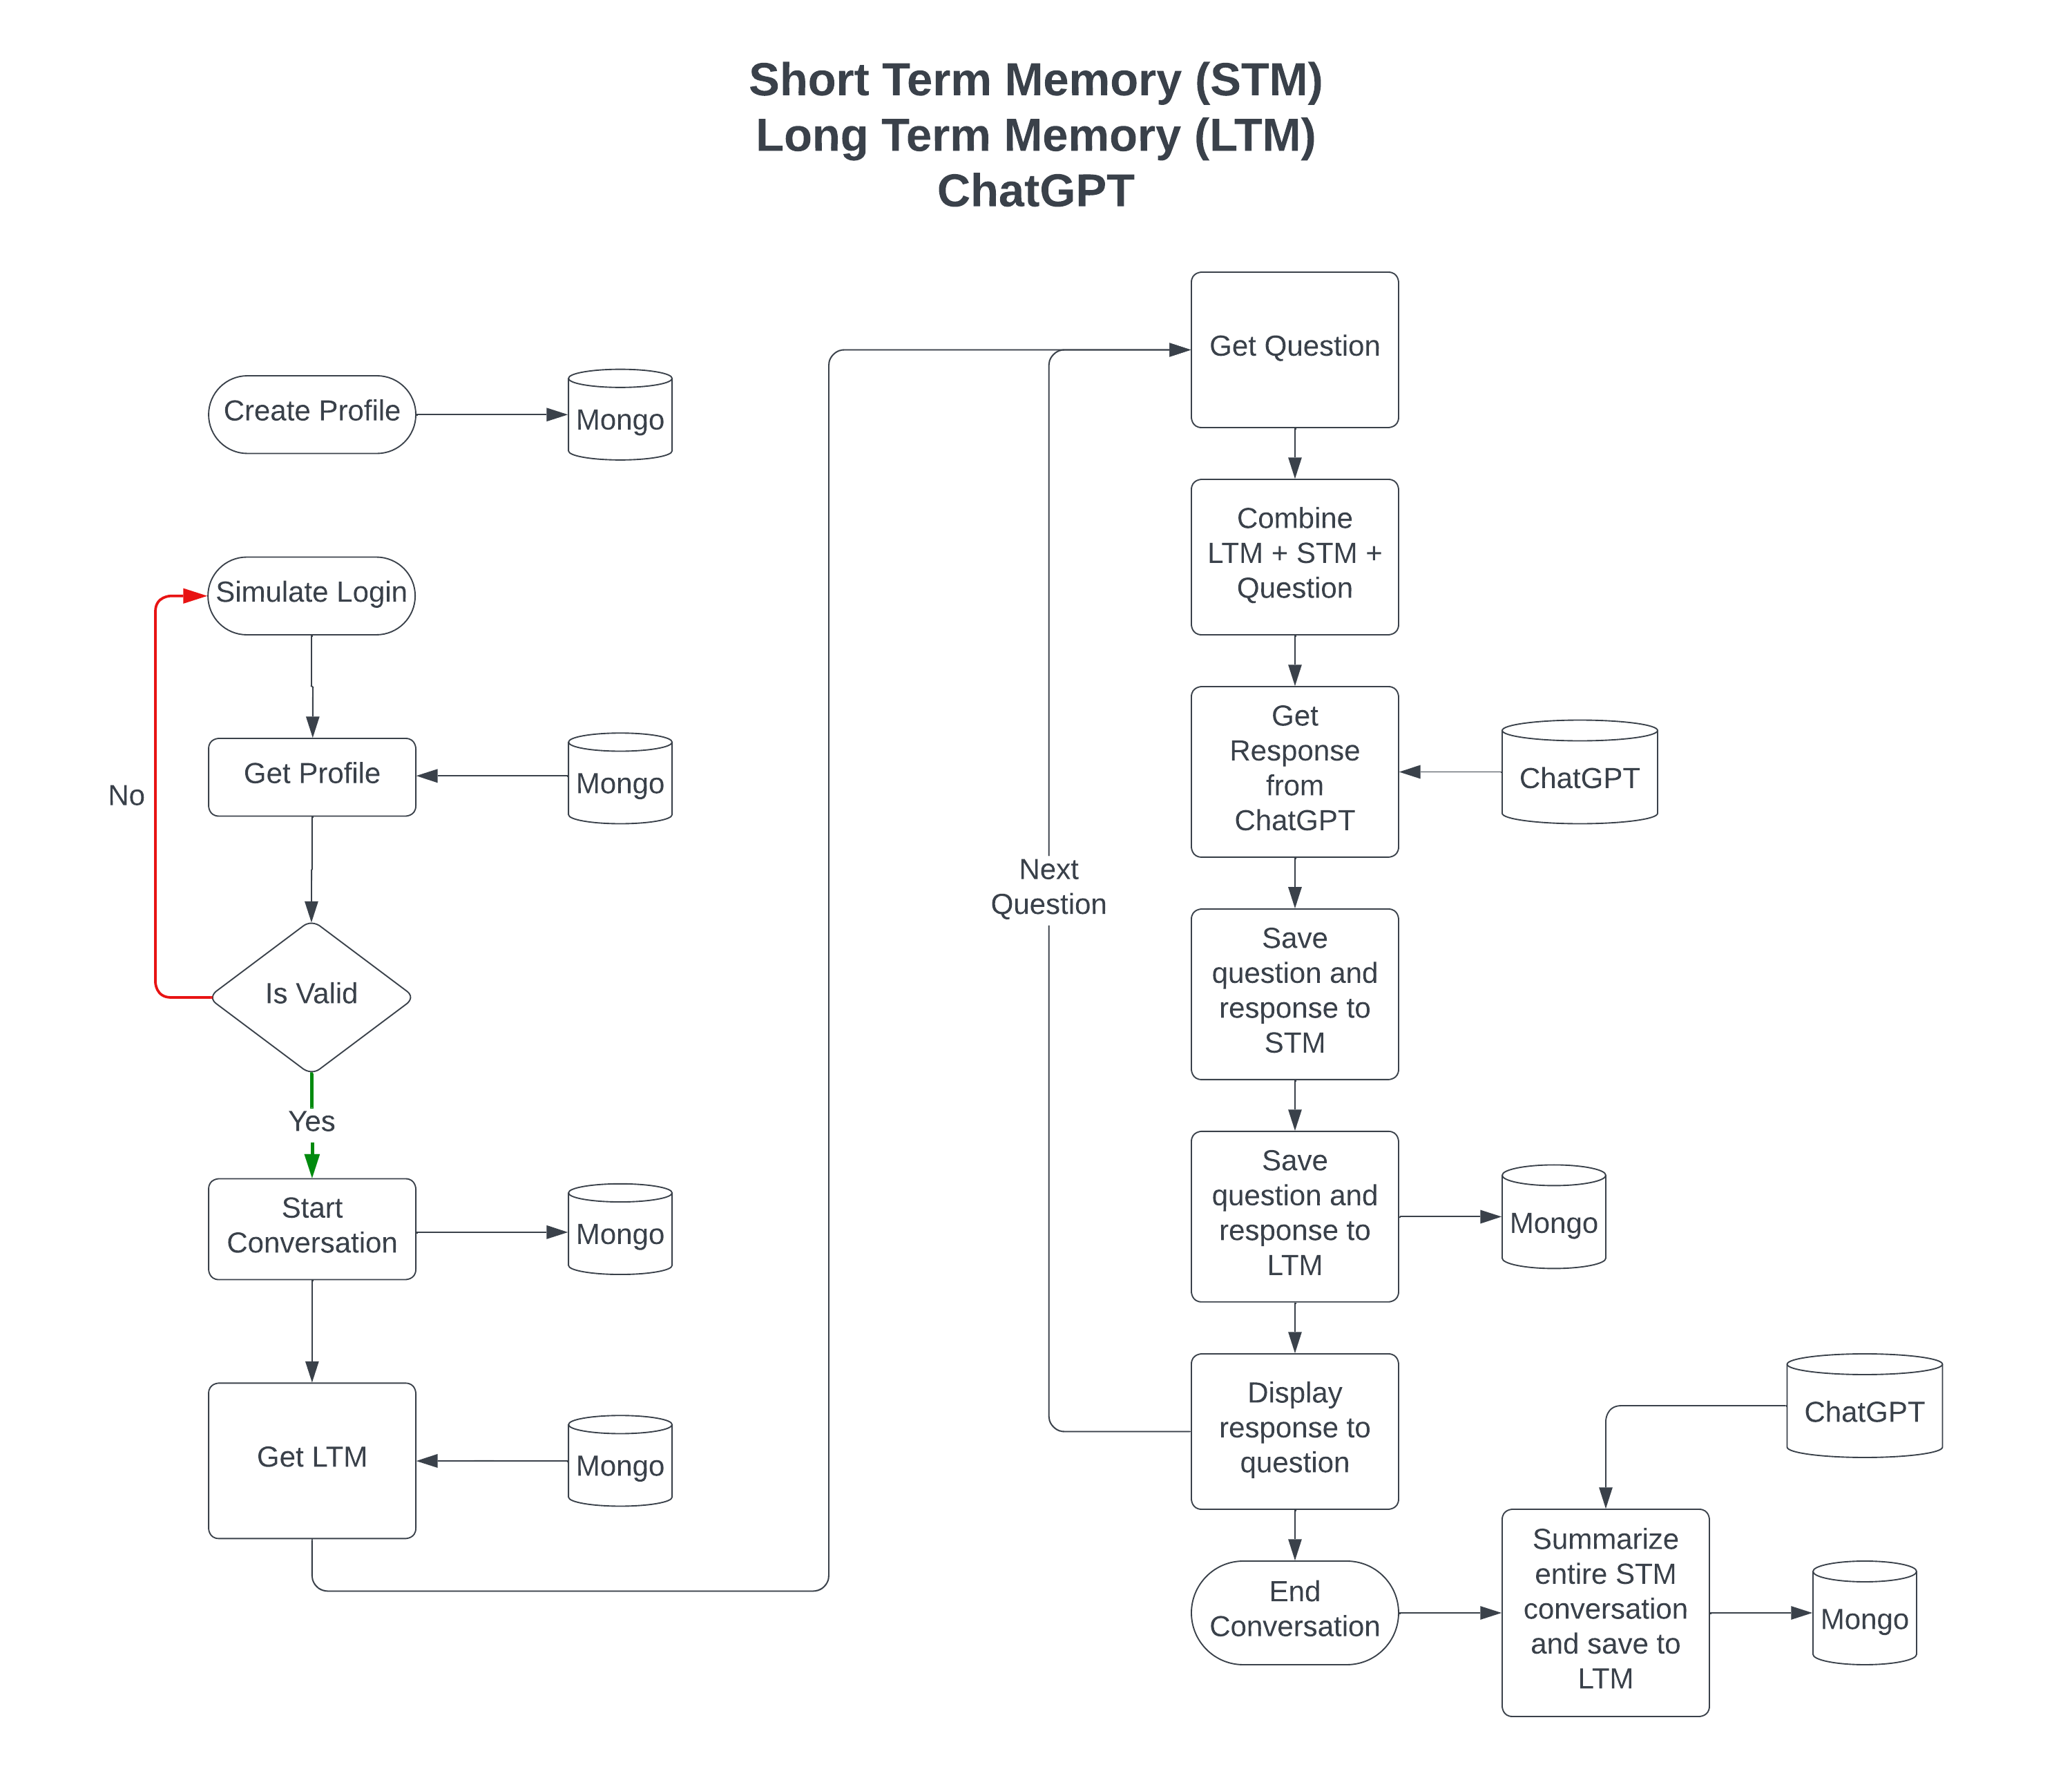 Short Term Memory (STM)
Long Term Memory (LTM)
ChatGPT
Create Profile
Mongo
Simulate Login
Get Profile
Mongo
No
Is Valid
Yes
Start
Conversation
Mongo
Get LTM
Mongo
Get Question
Combine
LTM + STM +
Question
Get
Response
from
ChatGPT
ChatGPT
Next
Question
Save
question and
response to
STM
Save
question and
response to
LTM
Mongo
Display
response to
question
End
Conversation
ChatGPT
Summarize
entire STM
conversation
and save to
LTM
Mongo